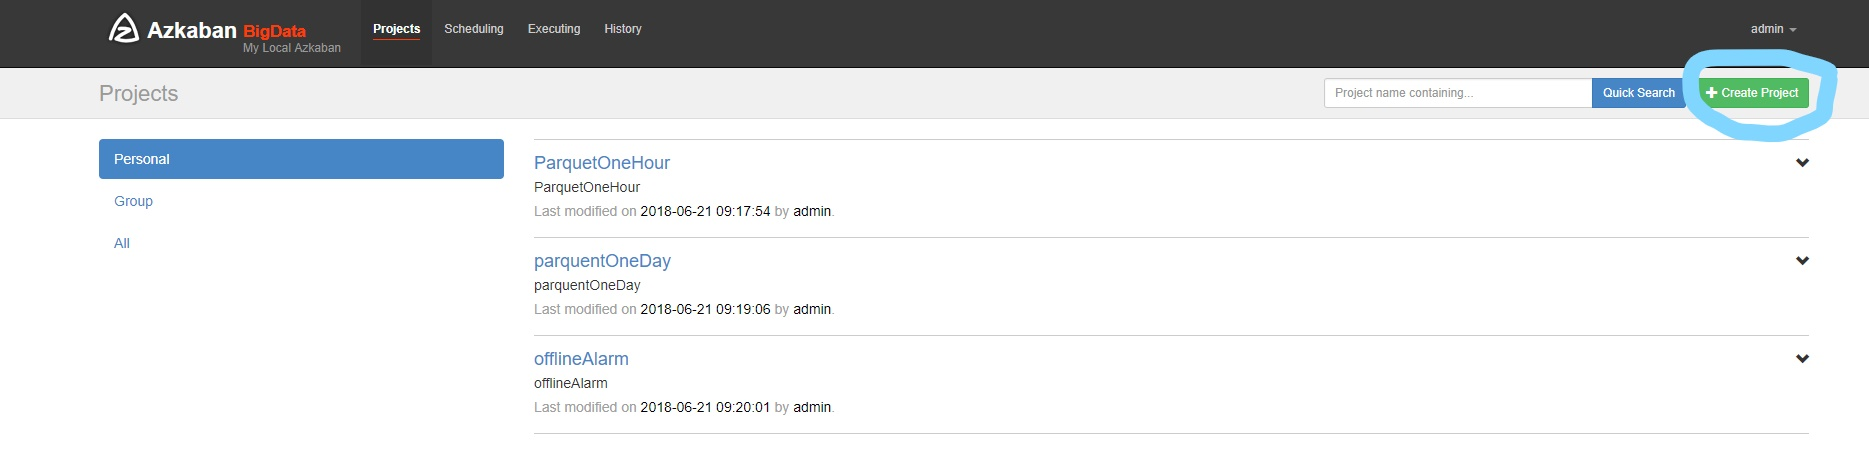 Azkaban BigData Projects Scheduling Executing History admin
My Local Azkaban
Projects Project name containing... Quick Search Create Project
Personal
Group
All
ParquetOneHour
ParquetOneHour
Last modified on 2018-06-21 09:17:54 by admin.
parquentOneDay
parquentOneDay
Last modified on 2018-06-21 09:19:06 by admin.
offlineAlarm
offlineAlarm
Last modified on 2018-06-21 09:20:01 by admin.